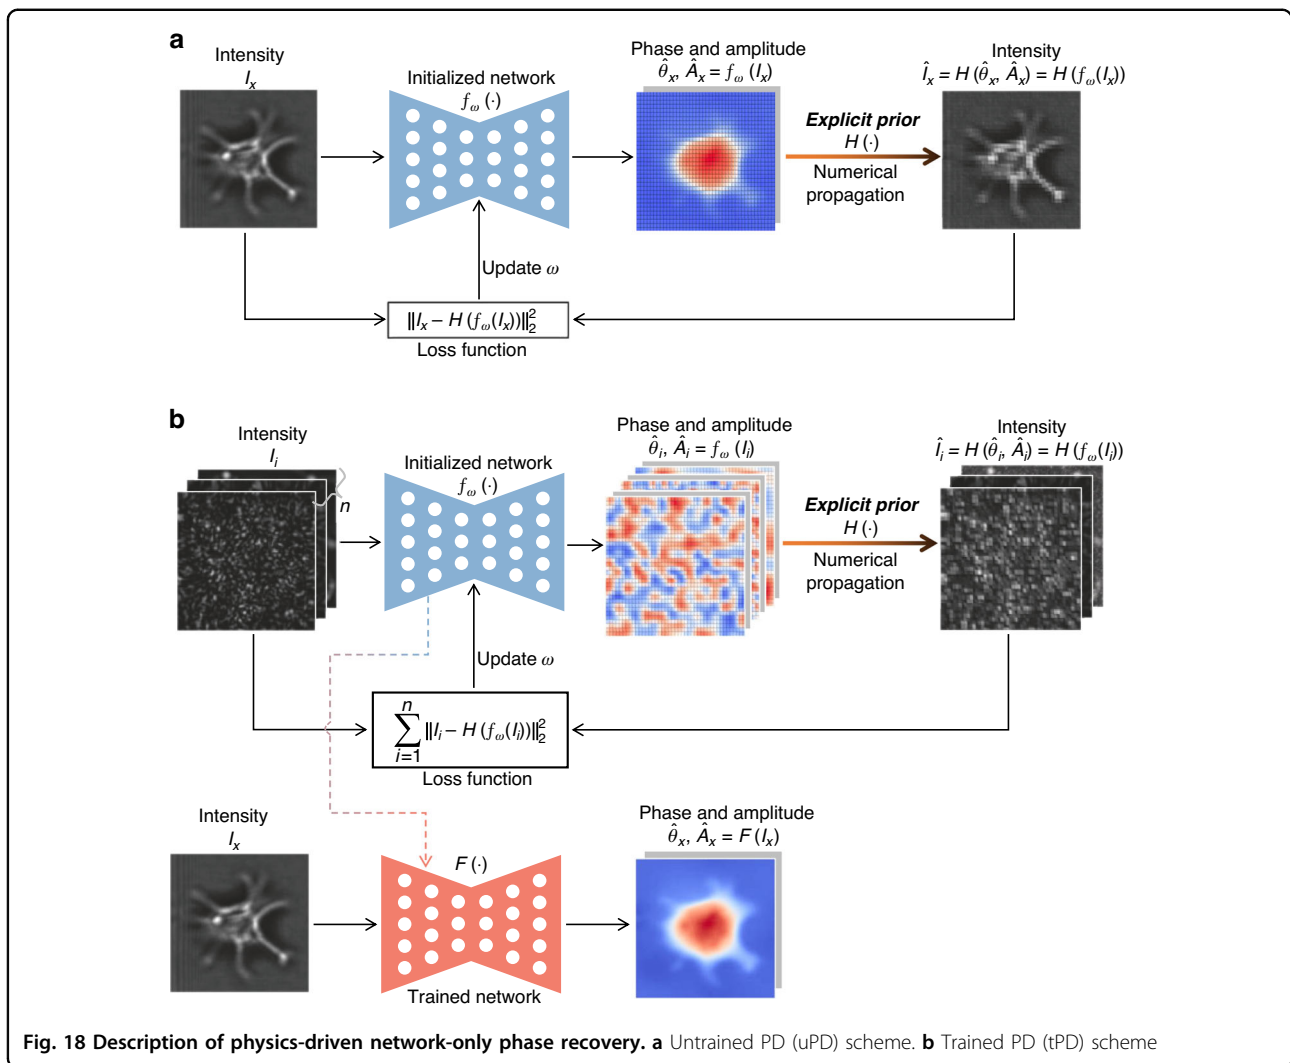 a
Intensity
I_x
Initialized network
f_ω (·)
Phase and amplitude
θ̂_x, Â_x = f_ω (I_x)
Explicit prior
H (·)
Numerical
propagation
Intensity
Î_x = H (θ̂_x, Â_x) = H (f_ω(I_x))
Update ω
‖I_x − H (f_ω(I_x))‖₂²
Loss function
b
Intensity
I_i
n
Initialized network
f_ω (·)
Phase and amplitude
θ̂_i, Â_i = f_ω (I_i)
Explicit prior
H (·)
Numerical
propagation
Intensity
Î_i = H (θ̂_i, Â_i) = H (f_ω(I_i))
Update ω
n
∑ ‖I_i − H (f_ω(I_i))‖₂²
i=1
Loss function
Intensity
I_x
F (·)
Trained network
Phase and amplitude
θ̂_x, Â_x = F (I_x)
Fig. 18 Description of physics-driven network-only phase recovery. a Untrained PD (uPD) scheme. b Trained PD (tPD) scheme